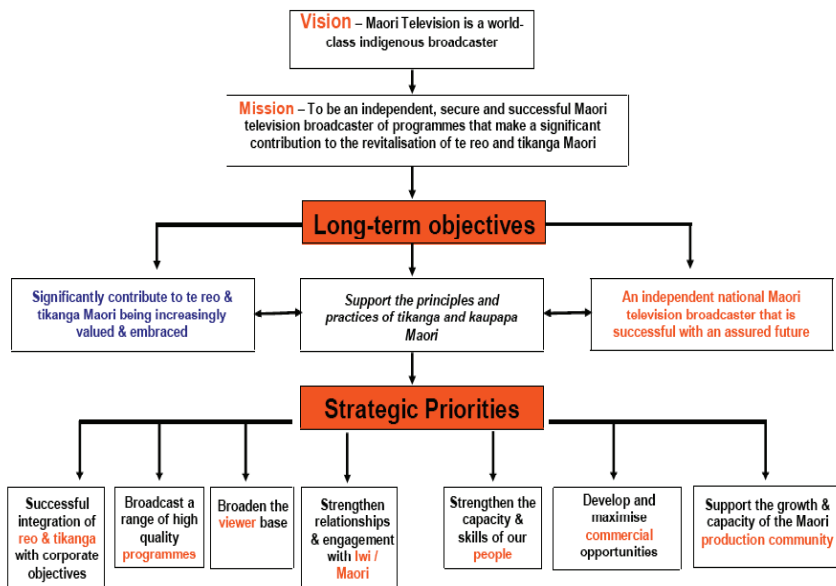 Vision – Maori Television is a world-
class indigenous broadcaster
Mission – To be an independent, secure and successful Maori
television broadcaster of programmes that make a significant
contribution to the revitalisation of te reo and tikanga Maori
Long-term objectives
Significantly contribute to te reo &
tikanga Maori being increasingly
valued & embraced
Support the principles and
practices of tikanga and kaupapa
Maori
An independent national Maori
television broadcaster that is
successful with an assured future
Strategic Priorities
Successful
integration of
reo & tikanga
with corporate
objectives
Broadcast a
range of high
quality
programmes
Broaden the
viewer base
Strengthen
relationships
& engagement
with Iwi /
Maori
Strengthen the
capacity &
skills of our
people
Develop and
maximise
commercial
opportunities
Support the growth &
capacity of the Maori
production community